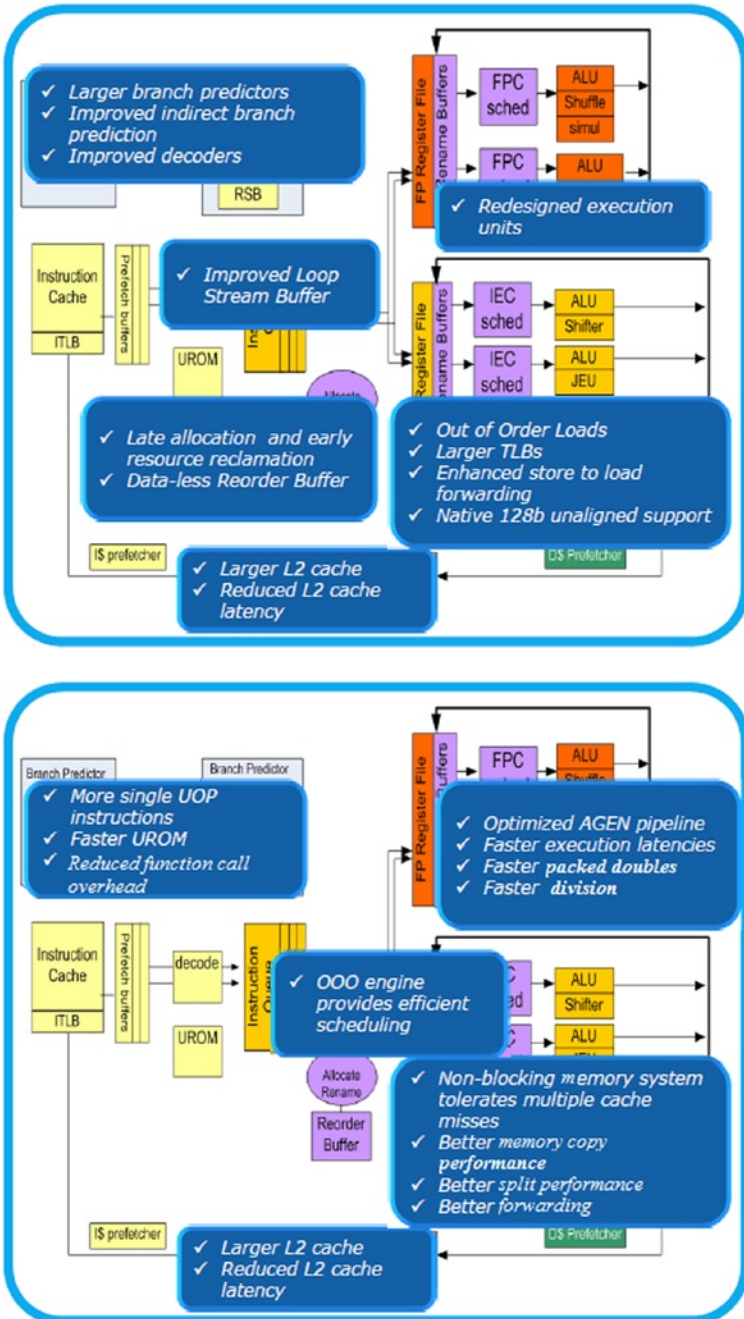 ✓ Larger branch predictors
✓ Improved indirect branch
prediction
✓ Improved decoders
RSB
FP Register File
Rename Buffers
FPC
sched
ALU
Shuffle
simul
FPC
ALU
✓ Redesigned execution
units
Instruction
Cache
ITLB
Prefetch buffers
✓ Improved Loop
Stream Buffer
UROM
Register File
IEC
sched
ALU
Shifter
IEC
sched
ALU
JEU
✓ Late allocation and early
resource reclamation
✓ Data-less Reorder Buffer
✓ Out of Order Loads
✓ Larger TLBs
✓ Enhanced store to load
forwarding
✓ Native 128b unaligned support
I$ prefetcher
D$ Prefetcher
✓ Larger L2 cache
✓ Reduced L2 cache
latency
Branch Predictor
Branch Predictor
✓ More single UOP
instructions
✓ Faster UROM
✓ Reduced function call
overhead
FP Register File
Buffers
FPC
ALU
✓ Optimized AGEN pipeline
✓ Faster execution latencies
✓ Faster packed doubles
✓ Faster division
Instruction
Cache
ITLB
Prefetch buffers
decode
UROM
Instruction
✓ OOO engine
provides efficient
scheduling
ALU
Shifter
ALU
Allocate
Rename
Reorder
Buffer
✓ Non-blocking memory system
tolerates multiple cache
misses
✓ Better memory copy
performance
✓ Better split performance
✓ Better forwarding
I$ prefetcher
D$ Prefetcher
✓ Larger L2 cache
✓ Reduced L2 cache
latency